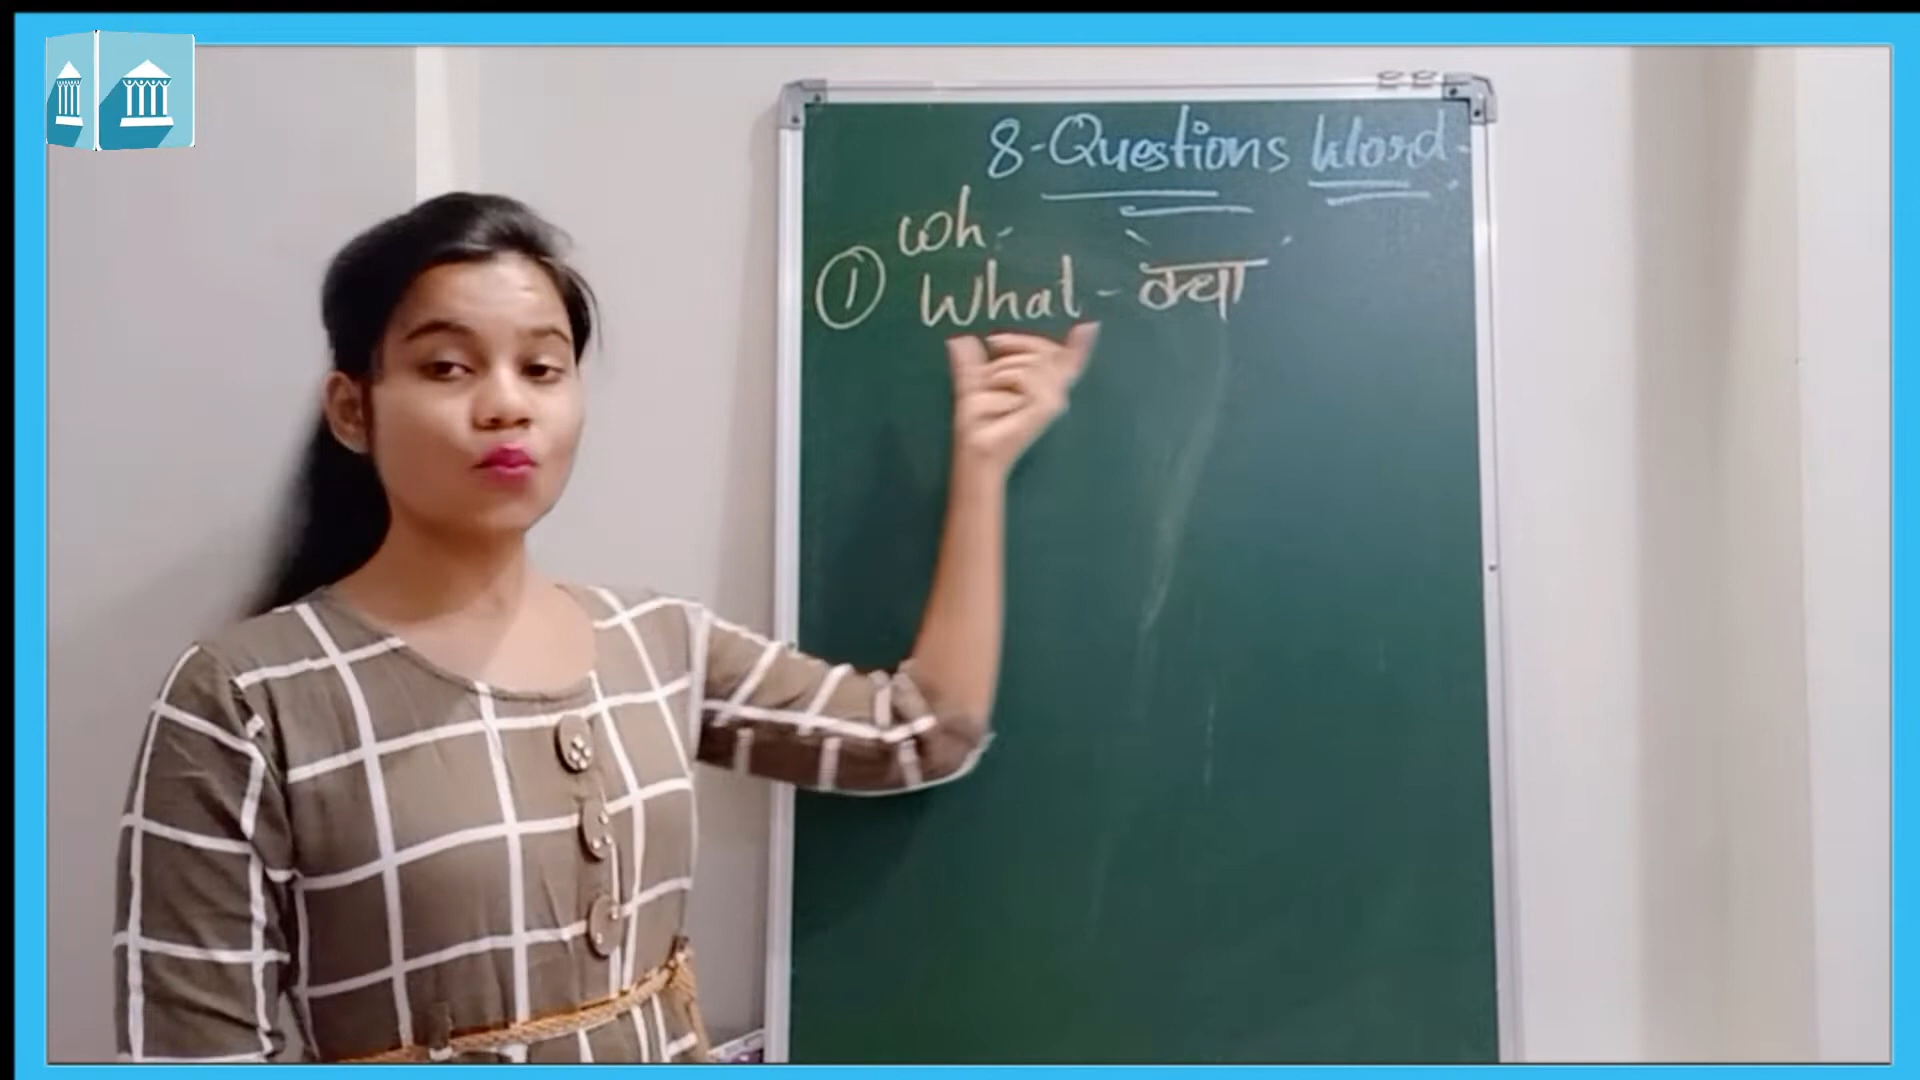 8-Questions Word-
Wh-
① What - क्या